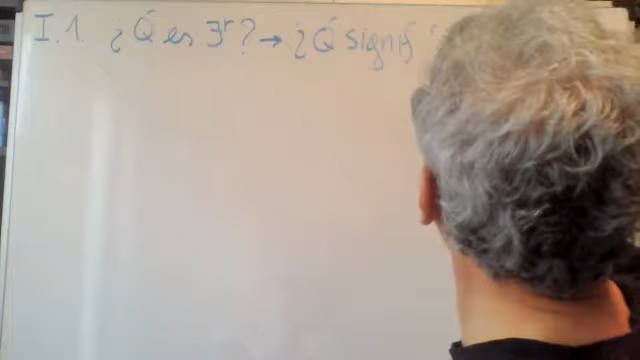 I.1. ¿Q́ es ∃ʳ? → ¿Q́ signif